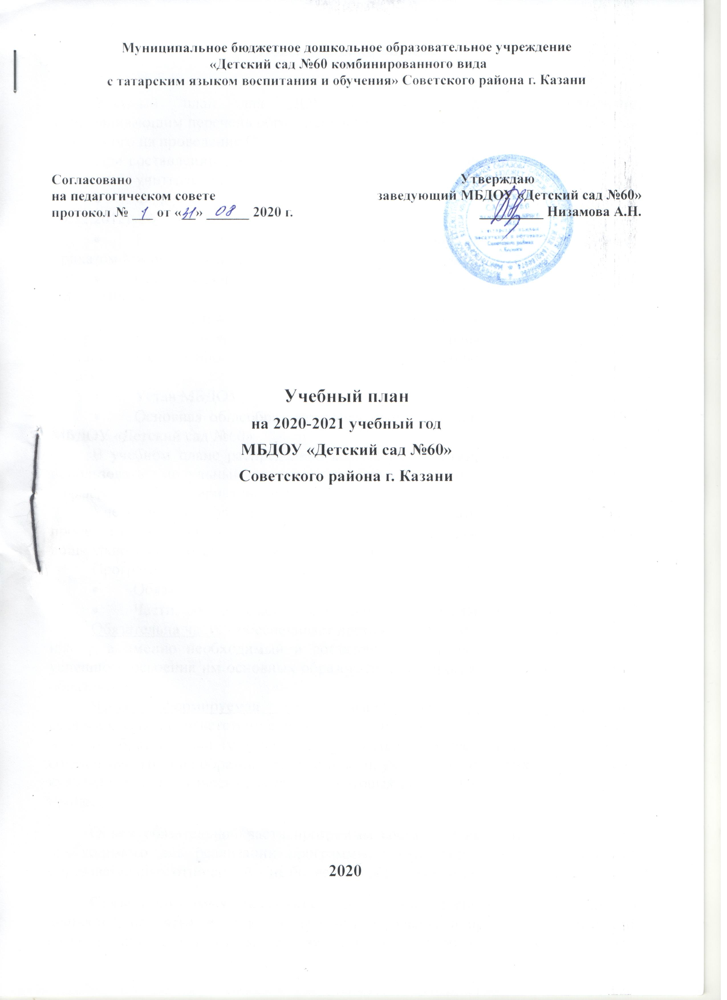 Муниципальное бюджетное дошкольное образовательное учреждение
«Детский сад №60 комбинированного вида
с татарским языком воспитания и обучения» Советского района г. Казани
Согласовано
на педагогическом совете
протокол № 1 от «31» 08 2020 г.
Утверждаю
заведующий МБДОУ «Детский сад №60»
Низамова А.Н.
Учебный план
на 2020-2021 учебный год
МБДОУ «Детский сад №60»
Советского района г. Казани
2020